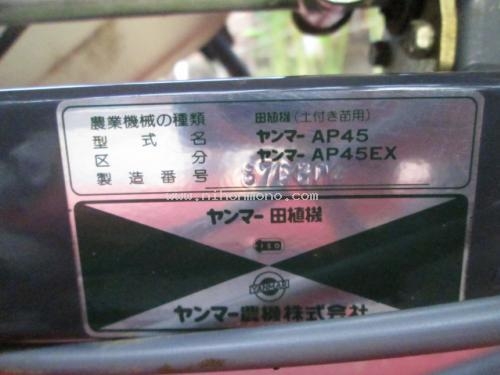 農業機械の種類 田植機(土付き苗用)
型式名 ヤンマー AP45
区分 ヤンマー AP45EX
製造番号
www.nihonmono.com
ヤンマー 田植機
YANMAR
ヤンマー農機株式会社